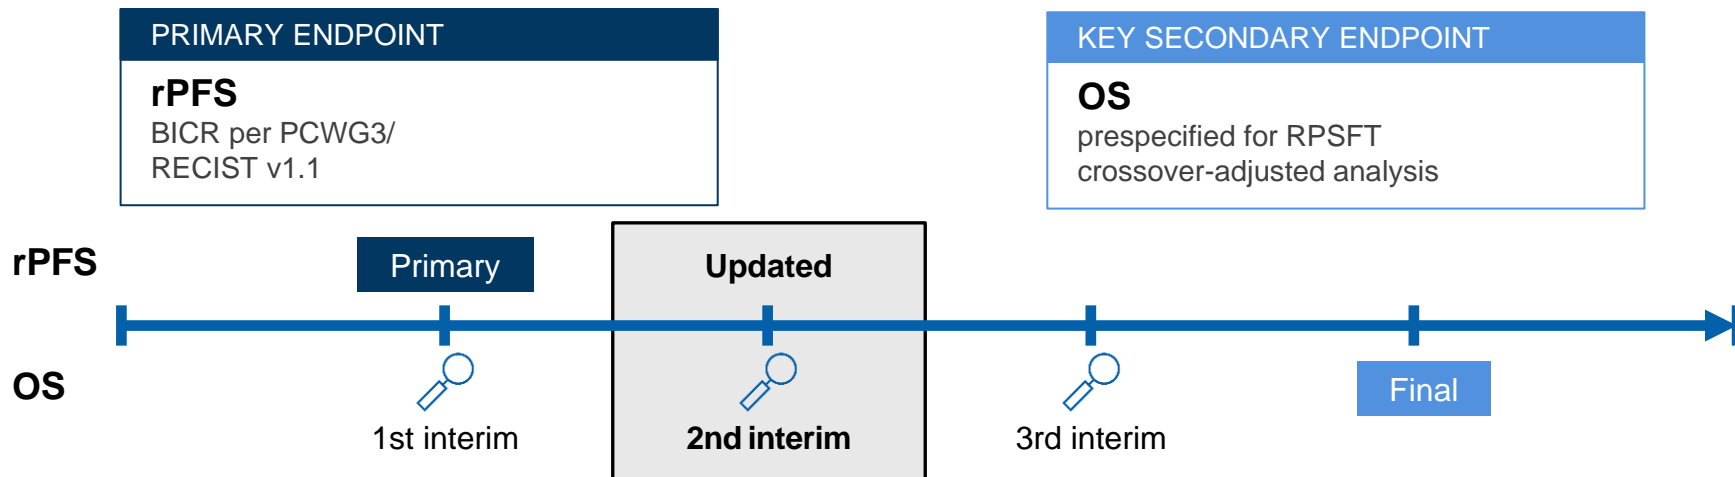 PRIMARY ENDPOINT
rPFS
BICR per PCWG3/
RECIST v1.1
KEY SECONDARY ENDPOINT
OS
prespecified for RPSFT
crossover-adjusted analysis
rPFS
Primary
Updated
OS
1st interim
2nd interim
3rd interim
Final